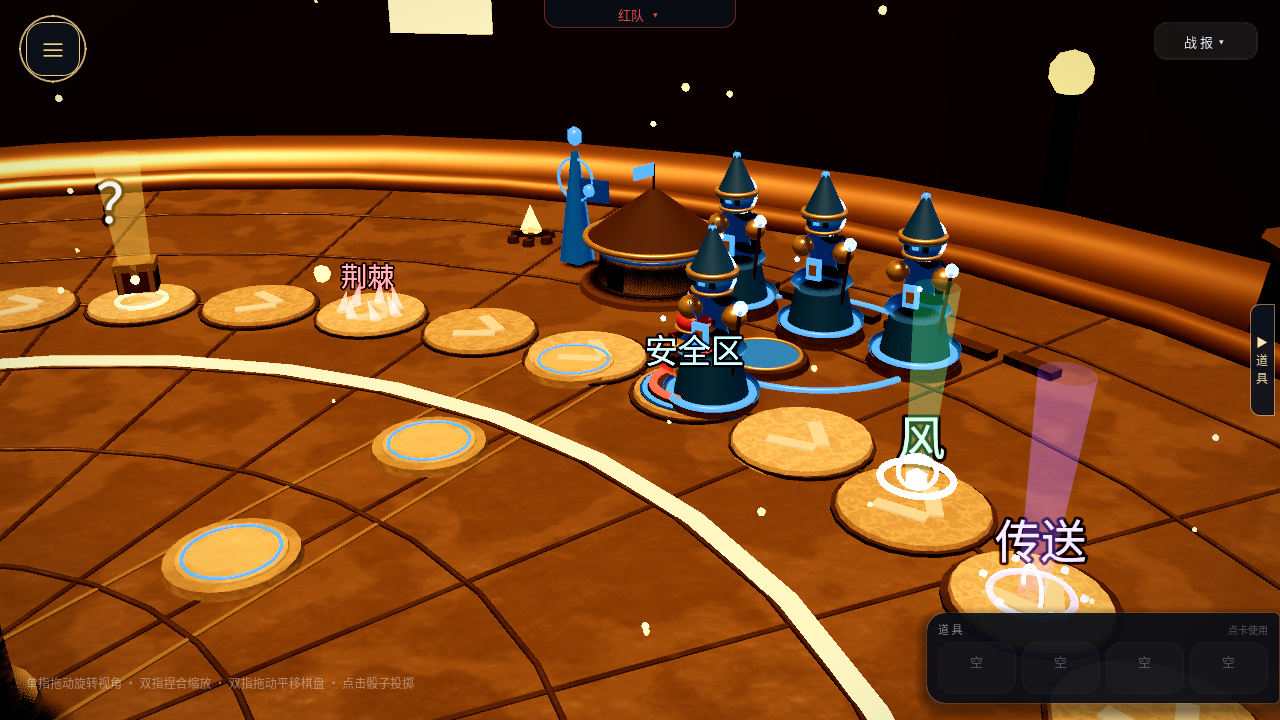 红队 ▾
战报 ▾
?
荆棘
安全区
▶
道
具
风
传送
道具
点卡使用
空
空
空
空
单指拖动旋转视角 · 双指捏合缩放 · 双指拖动平移棋盘 · 点击骰子投掷